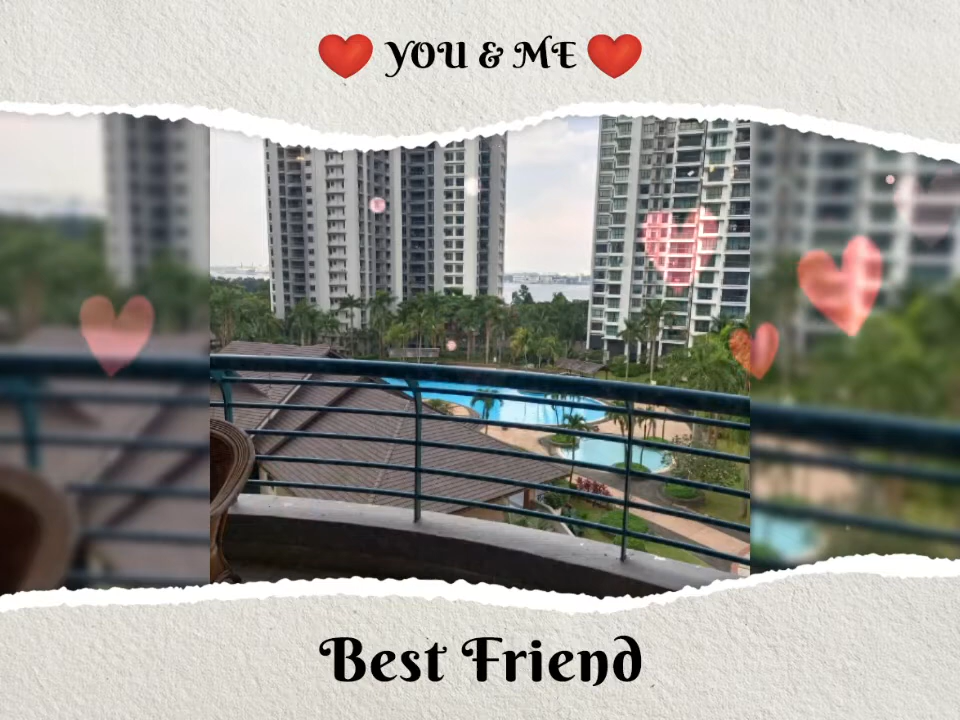 ❤️ YOU & ME ❤️
Best Friend